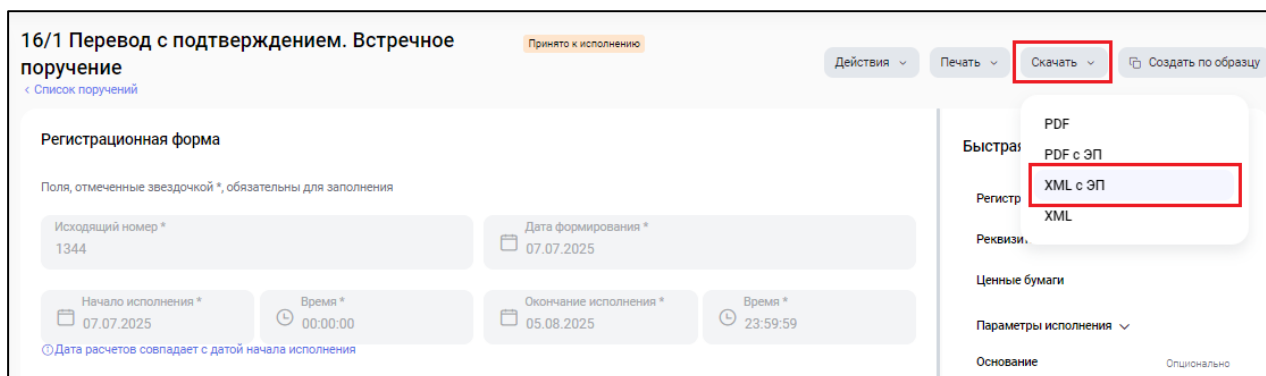 16/1 Перевод с подтверждением. Встречное
поручение
Принято к исполнению
Действия
Печать
Скачать
Создать по образцу
< Список поручений
PDF
PDF с ЭП
XML с ЭП
XML
Регистрационная форма
Поля, отмеченные звездочкой *, обязательны для заполнения
Исходящий номер *
1344
Дата формирования *
07.07.2025
Начало исполнения *
07.07.2025
Время *
00:00:00
Окончание исполнения *
05.08.2025
Время *
23:59:59
Дата расчетов совпадает с датой начала исполнения
Быстрая
Регистр
Реквизи
Ценные бумаги
Параметры исполнения
Основание
Опционально